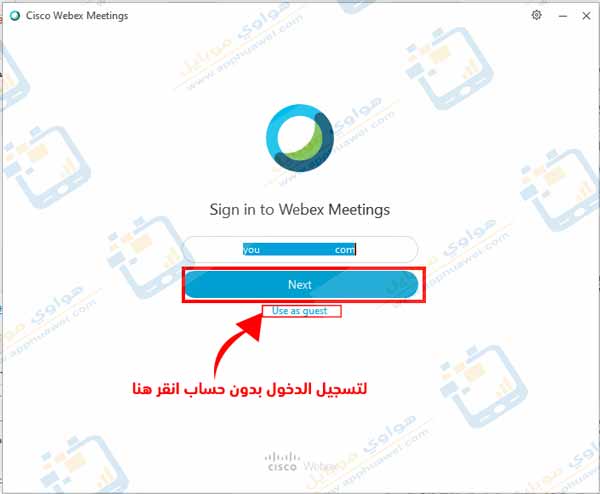 Cisco Webex Meetings
Sign in to Webex Meetings
you com
Next
Use as guest
لتسجيل الدخول بدون حساب انقر هنا
cisco Webex
هواوي موبايل
www.apphuawei.com